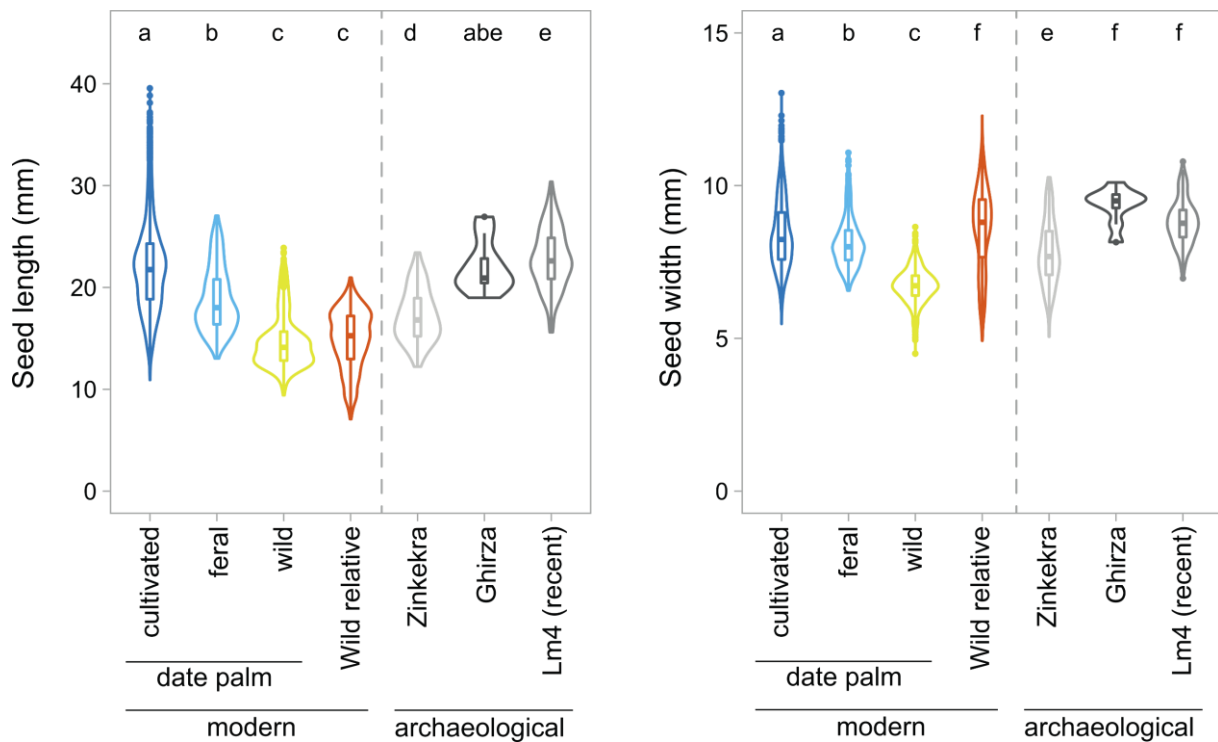 a b c c d abe e
40
30
20
10
0
Seed length (mm)
cultivated
feral
wild
Wild relative
Zinkekra
Ghirza
Lm4 (recent)
date palm
modern
archaeological
a b c f e f f
15
10
5
0
Seed width (mm)
cultivated
feral
wild
Wild relative
Zinkekra
Ghirza
Lm4 (recent)
date palm
modern
archaeological